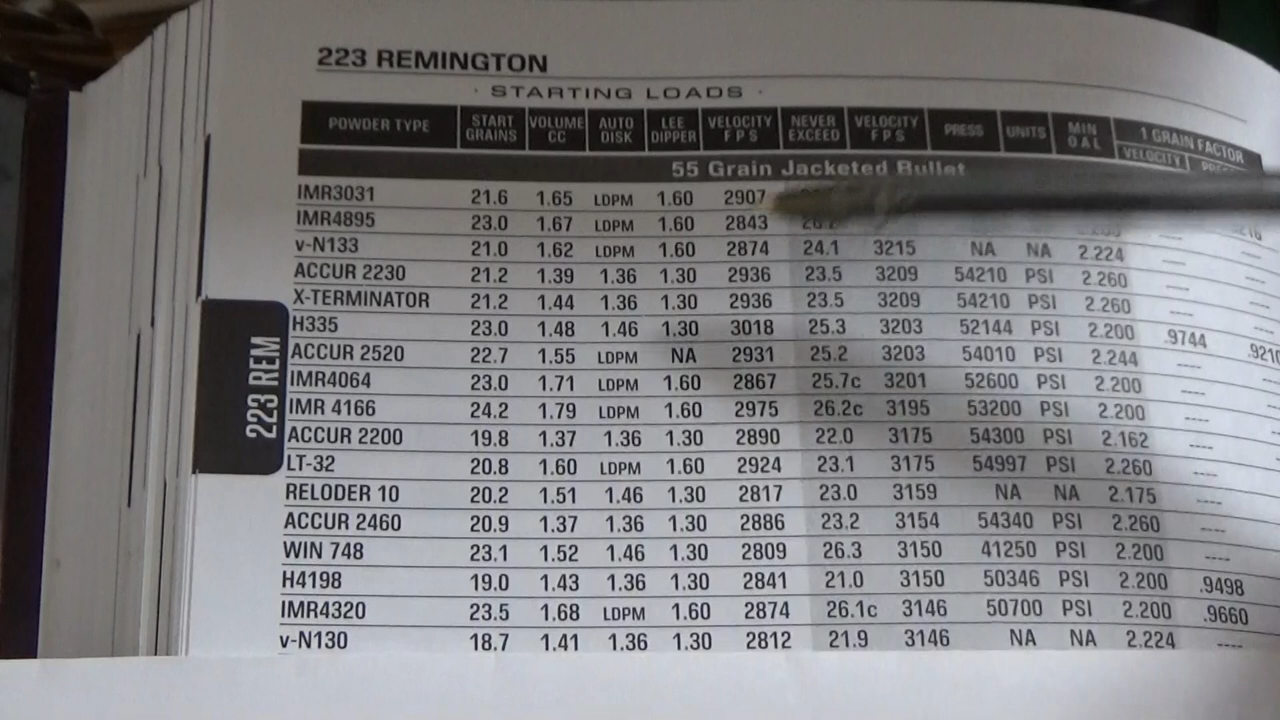 223 REMINGTON
· STARTING LOADS ·
POWDER TYPE START GRAINS VOLUME CC AUTO DISK LEE DIPPER VELOCITY FPS NEVER EXCEED VELOCITY FPS PRESS UNITS MIN OAL 1 GRAIN FACTOR VELOCITY
55 Grain Jacketed Bullet
IMR3031 21.6 1.65 LDPM 1.60 2907
IMR4895 23.0 1.67 LDPM 1.60 2843
v-N133 21.0 1.62 LDPM 1.60 2874 24.1 3215 NA NA 2.224 ---- ----
ACCUR 2230 21.2 1.39 1.36 1.30 2936 23.5 3209 54210 PSI 2.260 ----
X-TERMINATOR 21.2 1.44 1.36 1.30 2936 23.5 3209 54210 PSI 2.260 ----
H335 23.0 1.48 1.46 1.30 3018 25.3 3203 52144 PSI 2.200 .9744 .9210
ACCUR 2520 22.7 1.55 LDPM NA 2931 25.2 3203 54010 PSI 2.244 ----
IMR4064 23.0 1.71 LDPM 1.60 2867 25.7c 3201 52600 PSI 2.200 ----
IMR 4166 24.2 1.79 LDPM 1.60 2975 26.2c 3195 53200 PSI 2.200 ----
ACCUR 2200 19.8 1.37 1.36 1.30 2890 22.0 3175 54300 PSI 2.162 ----
LT-32 20.8 1.60 LDPM 1.60 2924 23.1 3175 54997 PSI 2.260 ----
RELODER 10 20.2 1.51 1.46 1.30 2817 23.0 3159 NA NA 2.175 ----
ACCUR 2460 20.9 1.37 1.36 1.30 2886 23.2 3154 54340 PSI 2.260 ----
WIN 748 23.1 1.52 1.46 1.30 2809 26.3 3150 41250 PSI 2.200 ----
H4198 19.0 1.43 1.36 1.30 2841 21.0 3150 50346 PSI 2.200 .9498
IMR4320 23.5 1.68 LDPM 1.60 2874 26.1c 3146 50700 PSI 2.200 .9660
v-N130 18.7 1.41 1.36 1.30 2812 21.9 3146 NA NA 2.224 ----
223 REM